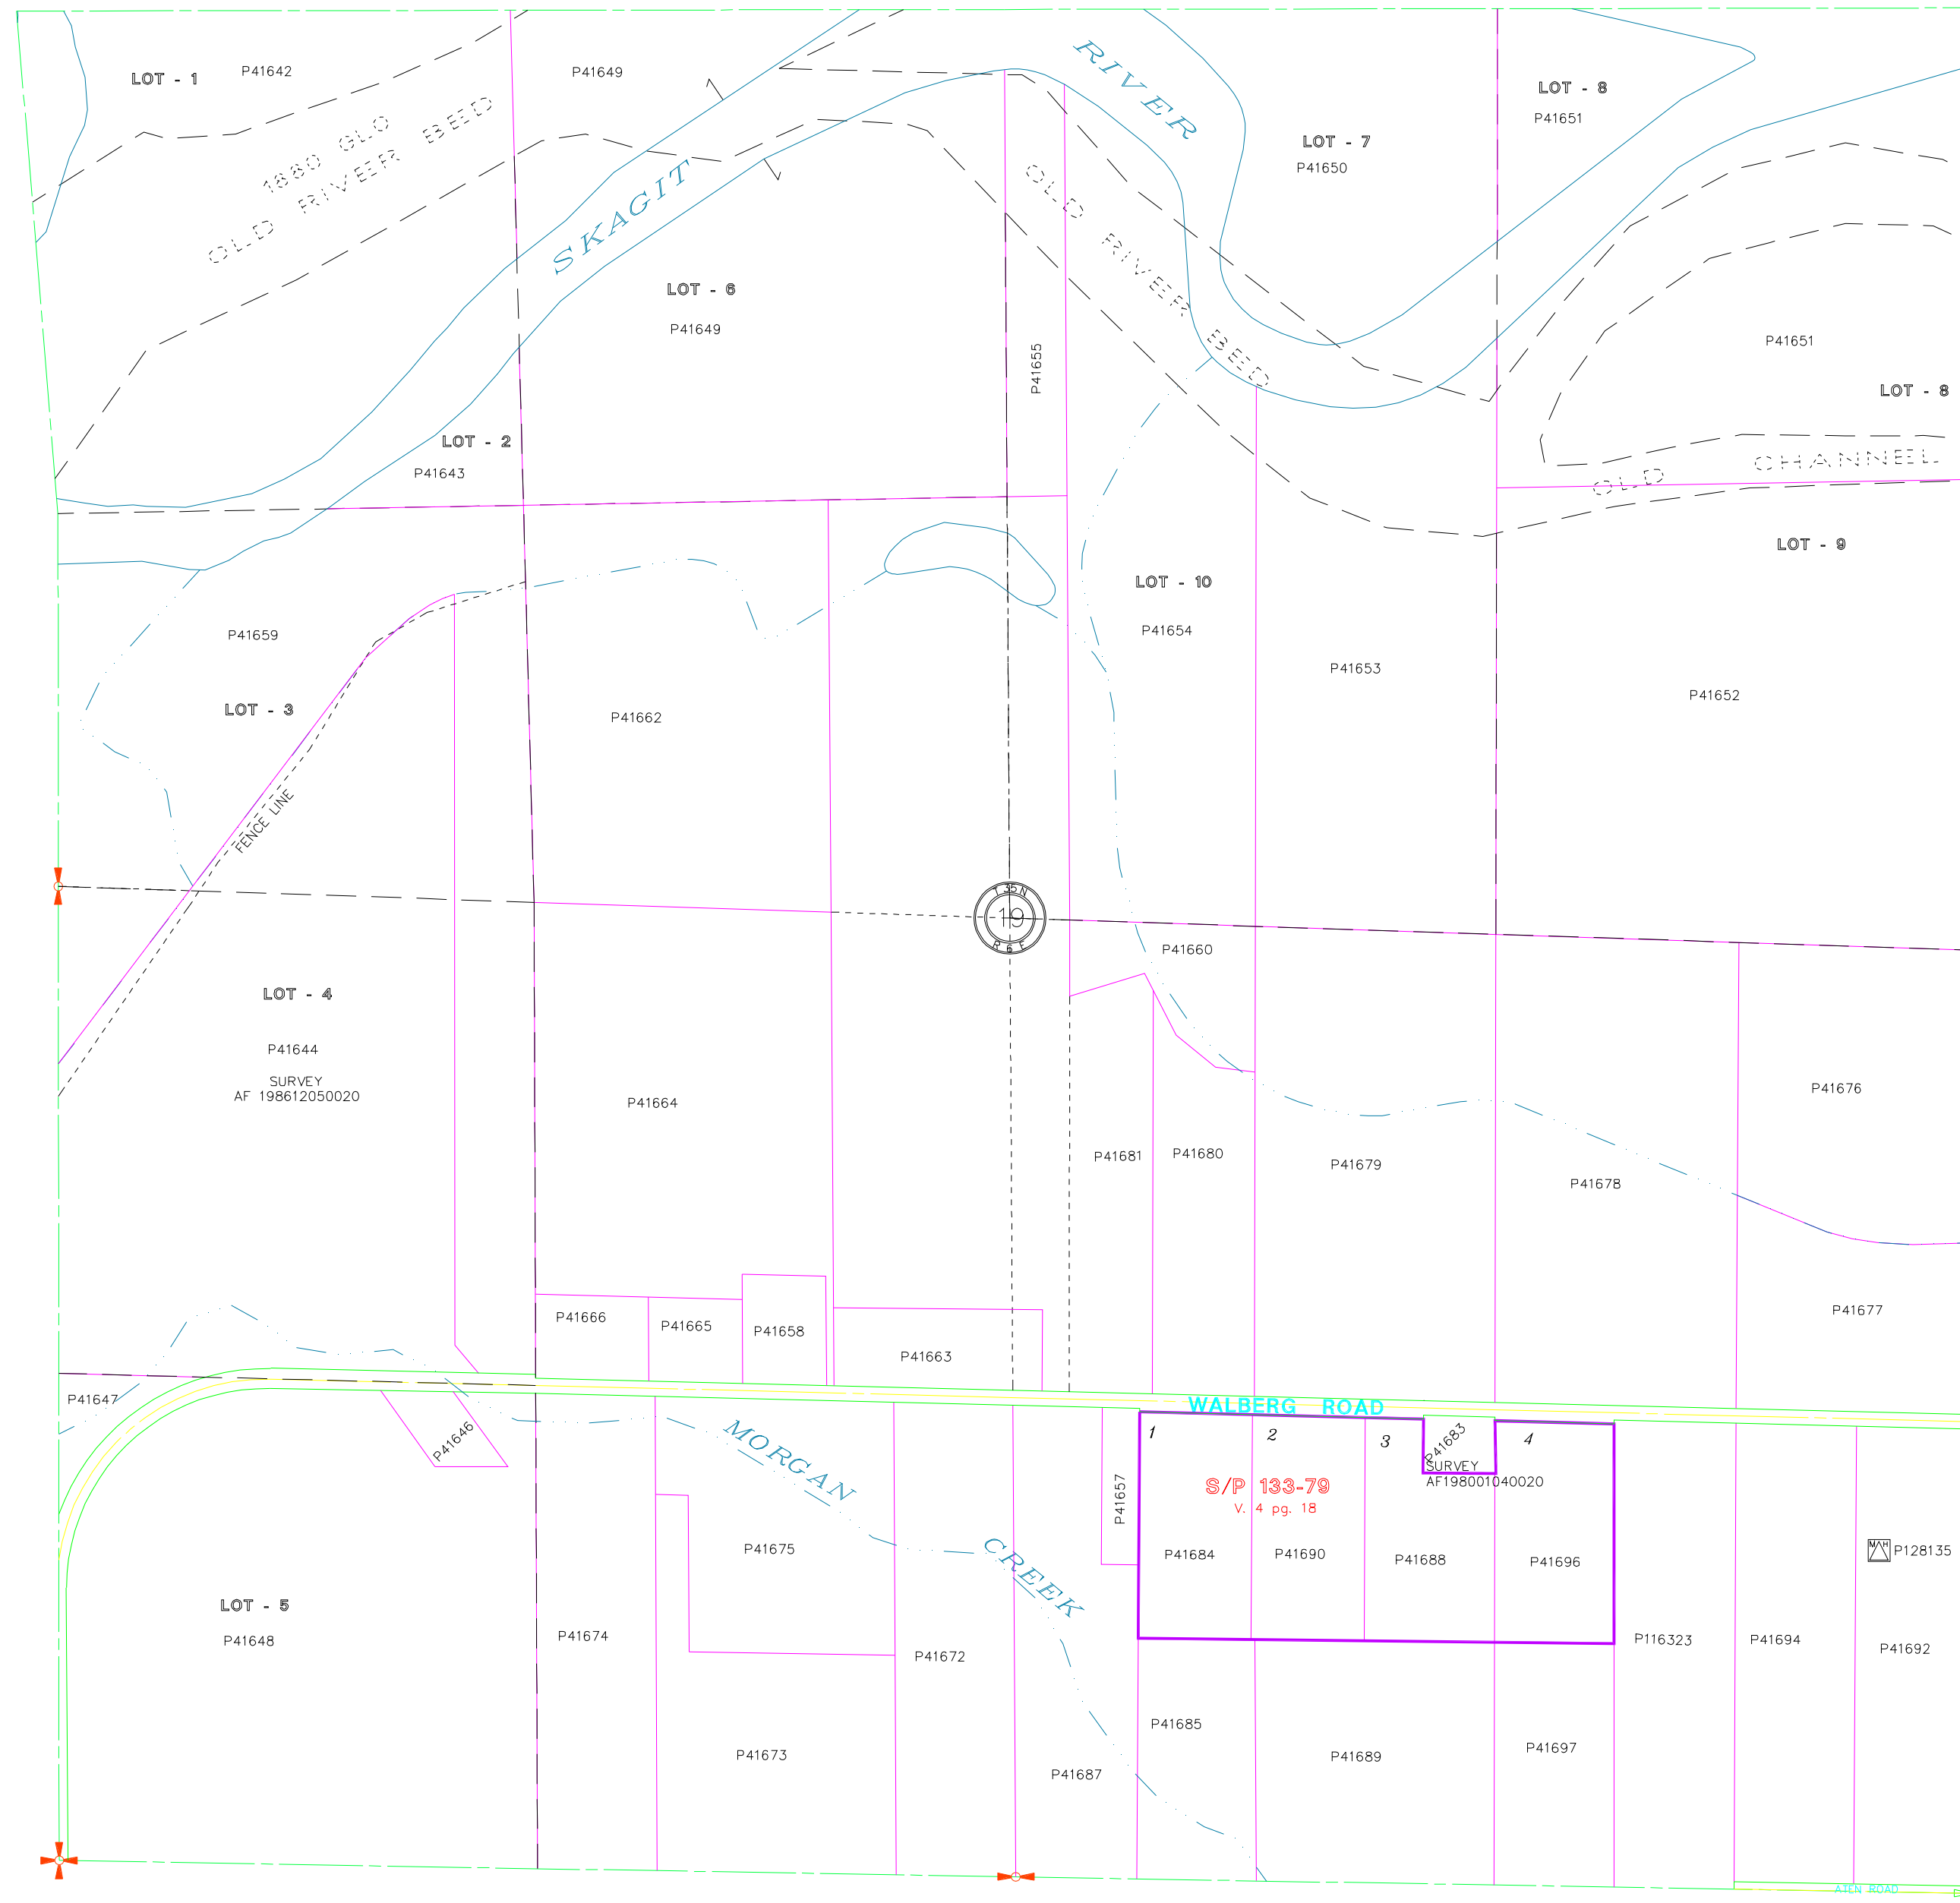 LOT - 1
P41642
P41649
1880 GLO
OLD RIVER BED
SKAGIT
RIVER
LOT - 7
P41650
LOT - 8
P41651
OLD RIVER BED
LOT - 6
P41649
P41655
P41651
LOT - 8
LOT - 2
P41643
OLD CHANNEL
LOT - 9
LOT - 10
P41654
P41659
P41653
P41652
LOT - 3
P41662
FENCE LINE
T 35 N
19
R 6 E
P41660
LOT - 4
P41644
SURVEY
AF 198612050020
P41664
P41681
P41680
P41679
P41678
P41676
P41677
P41666
P41665
P41658
P41663
P41647
P41646
WALBERG ROAD
MORGAN
CREEK
1
2
3
4
P41683
SURVEY
AF198001040020
S/P 133-79
V. 4 pg. 18
P41657
P41684
P41690
P41688
P41696
M H
P128135
P41675
LOT - 5
P41648
P41674
P41672
P116323
P41694
P41692
P41673
P41687
P41685
P41689
P41697
ATEN ROAD